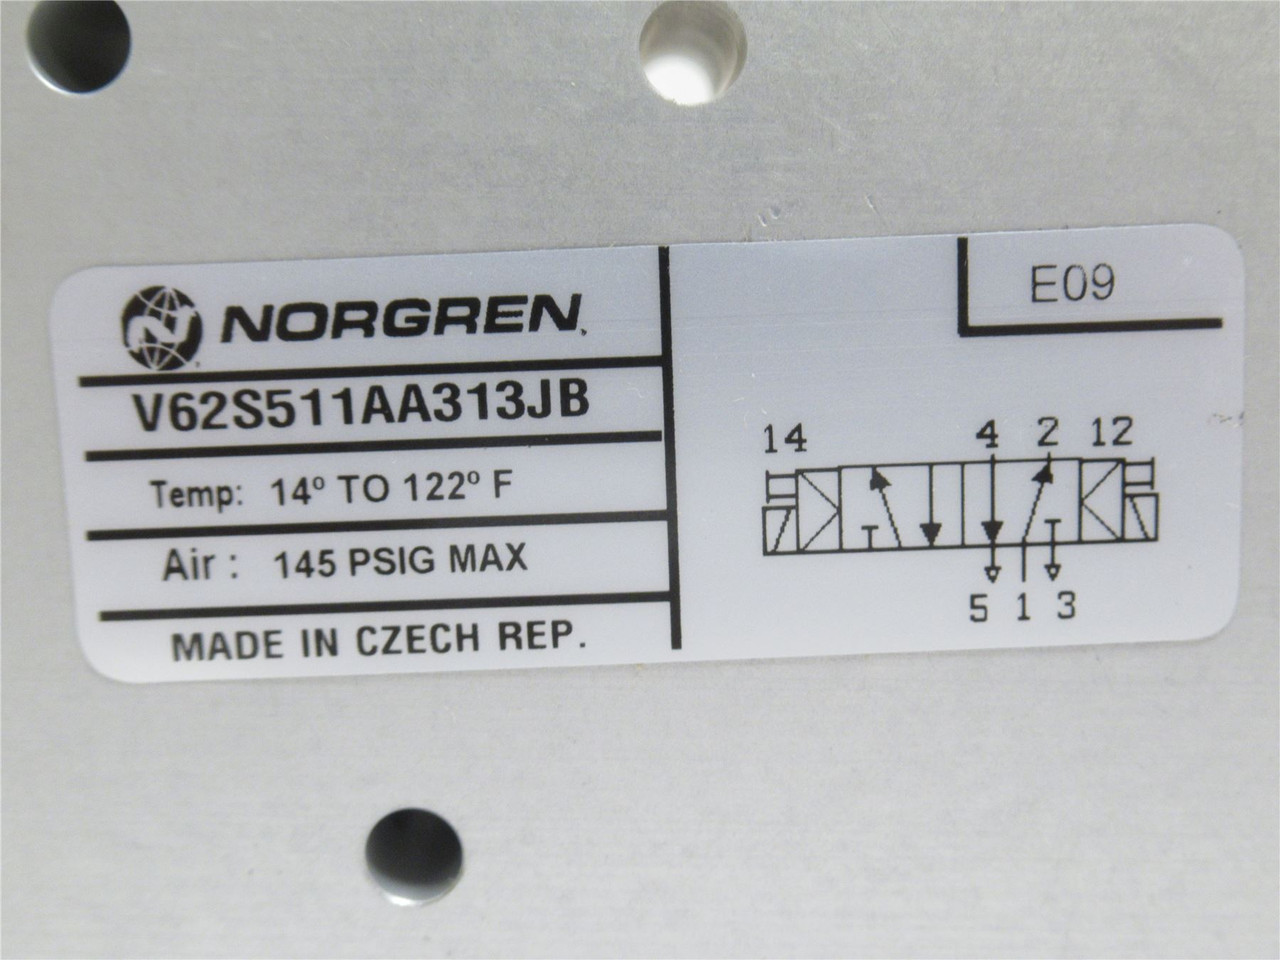 NORGREN
V62S511AA313JB
Temp: 14° TO 122° F
Air : 145 PSIG MAX
MADE IN CZECH REP.
E09
14 4 2 12
5 1 3